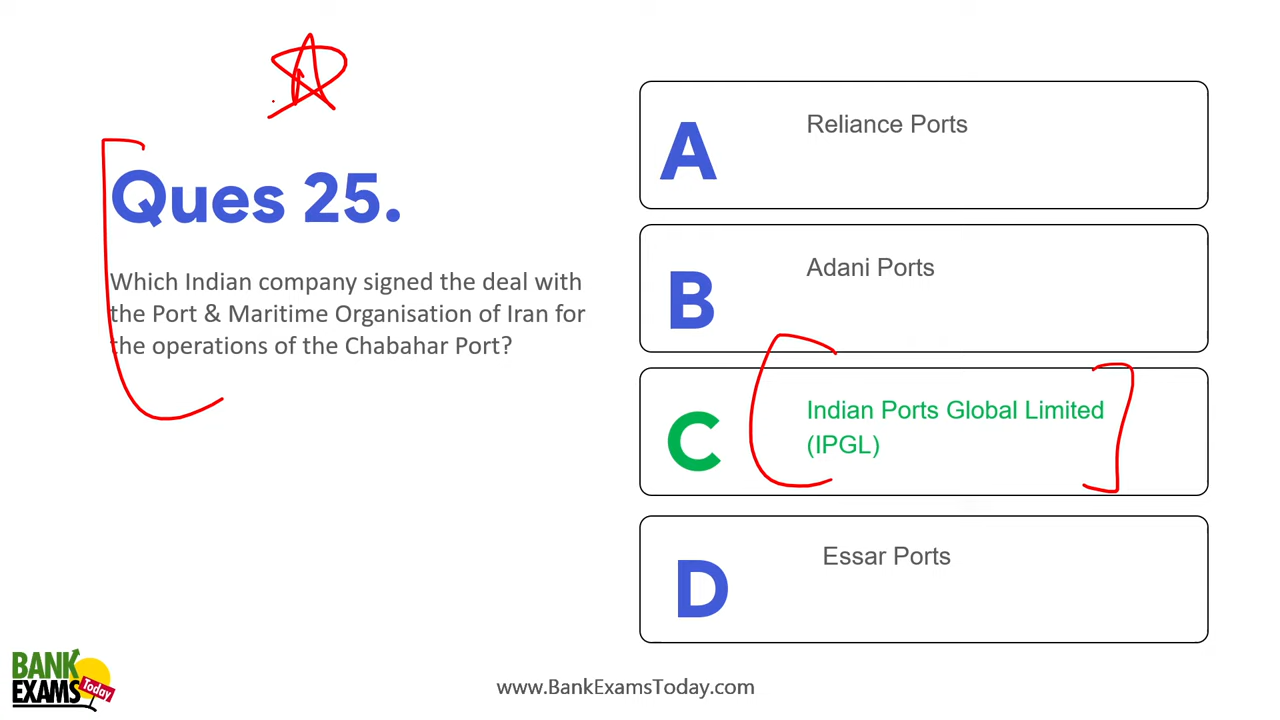 Ques 25.
Which Indian company signed the deal with
the Port & Maritime Organisation of Iran for
the operations of the Chabahar Port?
A
Reliance Ports
B
Adani Ports
C
Indian Ports Global Limited
(IPGL)
D
Essar Ports
BANK
EXAMS
Today
www.BankExamsToday.com